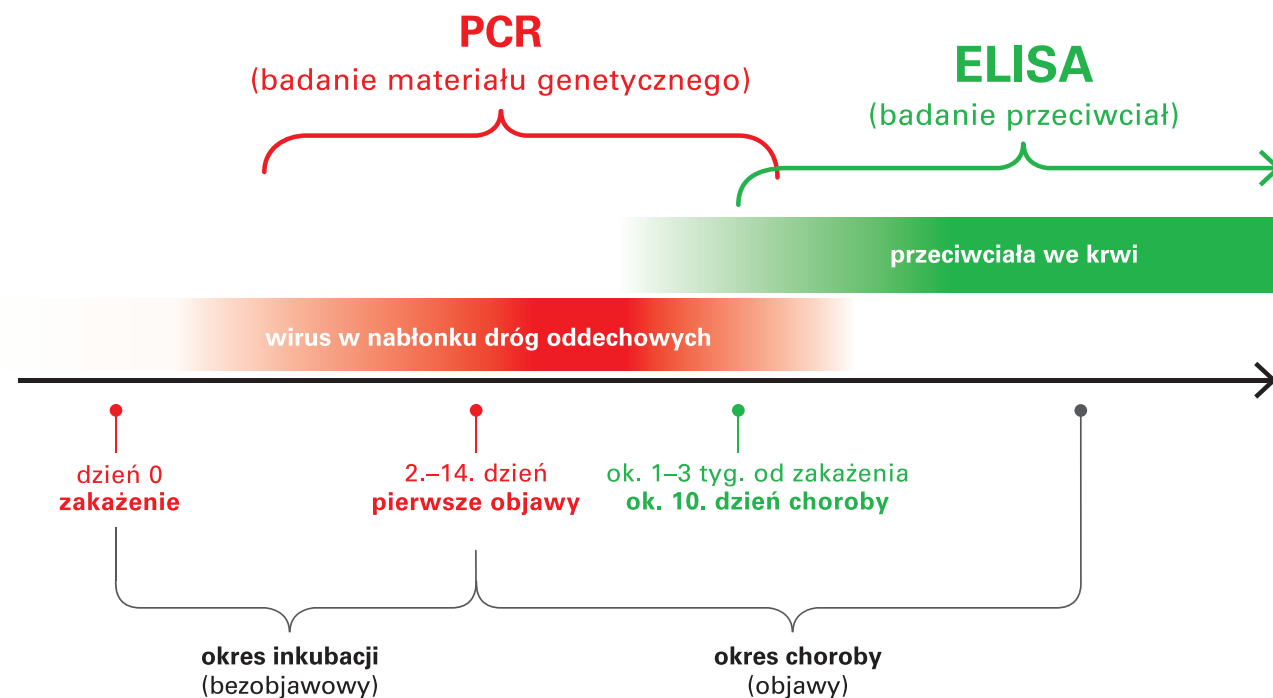 PCR
(badanie materiału genetycznego)
ELISA
(badanie przeciwciał)
przeciwciała we krwi
wirus w nabłonku dróg oddechowych
dzień 0
zakażenie
2.–14. dzień
pierwsze objawy
ok. 1–3 tyg. od zakażenia
ok. 10. dzień choroby
okres inkubacji
(bezobjawowy)
okres choroby
(objawy)